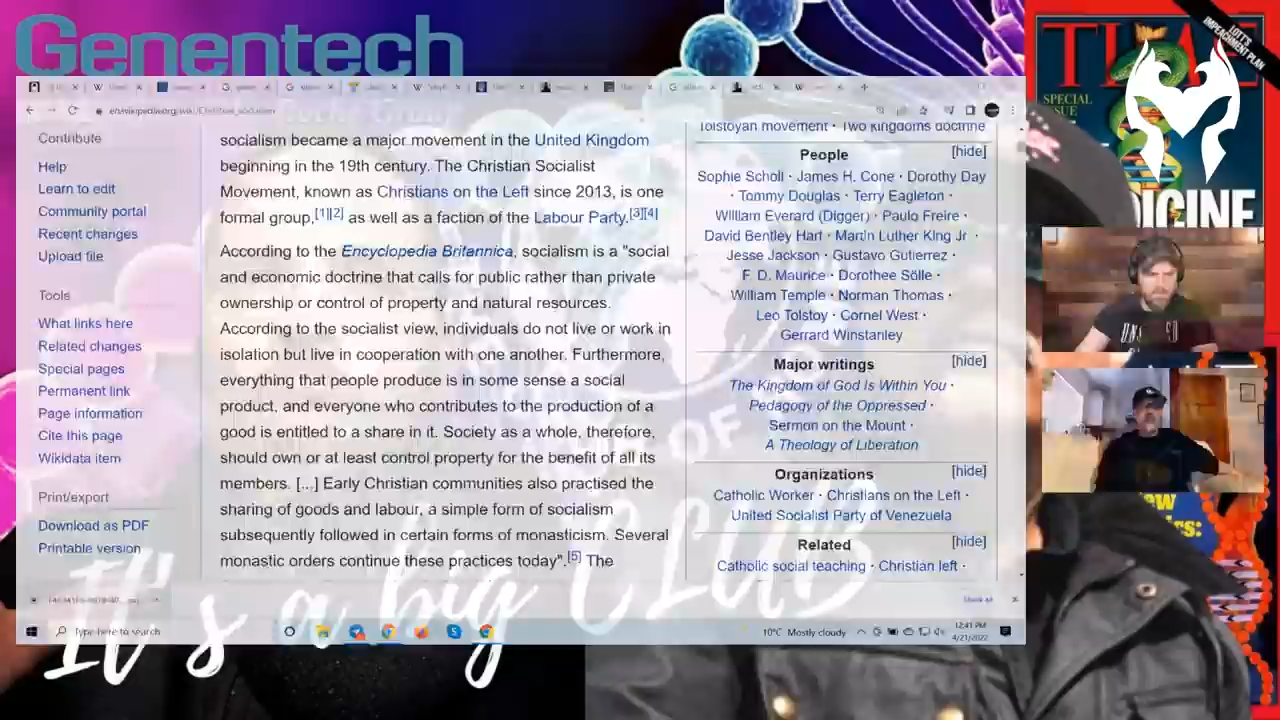 Genentech
TIME
SPECIAL
ISSUE
LOTT'S
IMPEACHMENT PLAN
DICINE
Contribute
Help
Learn to edit
Community portal
Recent changes
Upload file
Tools
What links here
Related changes
Special pages
Permanent link
Page information
Cite this page
Wikidata item
Print/export
Download as PDF
Printable version
socialism became a major movement in the United Kingdom
beginning in the 19th century. The Christian Socialist
Movement, known as Christians on the Left since 2013, is one
formal group,[1][2] as well as a faction of the Labour Party.[3][4]
According to the Encyclopedia Britannica, socialism is a "social
and economic doctrine that calls for public rather than private
ownership or control of property and natural resources.
According to the socialist view, individuals do not live or work in
isolation but live in cooperation with one another. Furthermore,
everything that people produce is in some sense a social
product, and everyone who contributes to the production of a
good is entitled to a share in it. Society as a whole, therefore,
should own or at least control property for the benefit of all its
members. [...] Early Christian communities also practised the
sharing of goods and labour, a simple form of socialism
subsequently followed in certain forms of monasticism. Several
monastic orders continue these practices today".[5] The
Tolstoyan movement · Two kingdoms doctrine
People [hide]
Sophie Scholl · James H. Cone · Dorothy Day
· Tommy Douglas · Terry Eagleton ·
William Everard (Digger) · Paulo Freire ·
David Bentley Hart · Martin Luther King Jr ·
Jesse Jackson · Gustavo Gutierrez ·
F. D. Maurice · Dorothee Sölle ·
William Temple · Norman Thomas ·
Leo Tolstoy · Cornel West ·
Gerrard Winstanley
Major writings [hide]
The Kingdom of God Is Within You ·
Pedagogy of the Oppressed ·
Sermon on the Mount ·
A Theology of Liberation
Organizations [hide]
Catholic Worker · Christians on the Left ·
United Socialist Party of Venezuela
Related [hide]
Catholic social teaching · Christian left ·
OF
Show all
Type here to search
10°C Mostly cloudy
12:41 PM
4/21/2022
It's a big CLUB